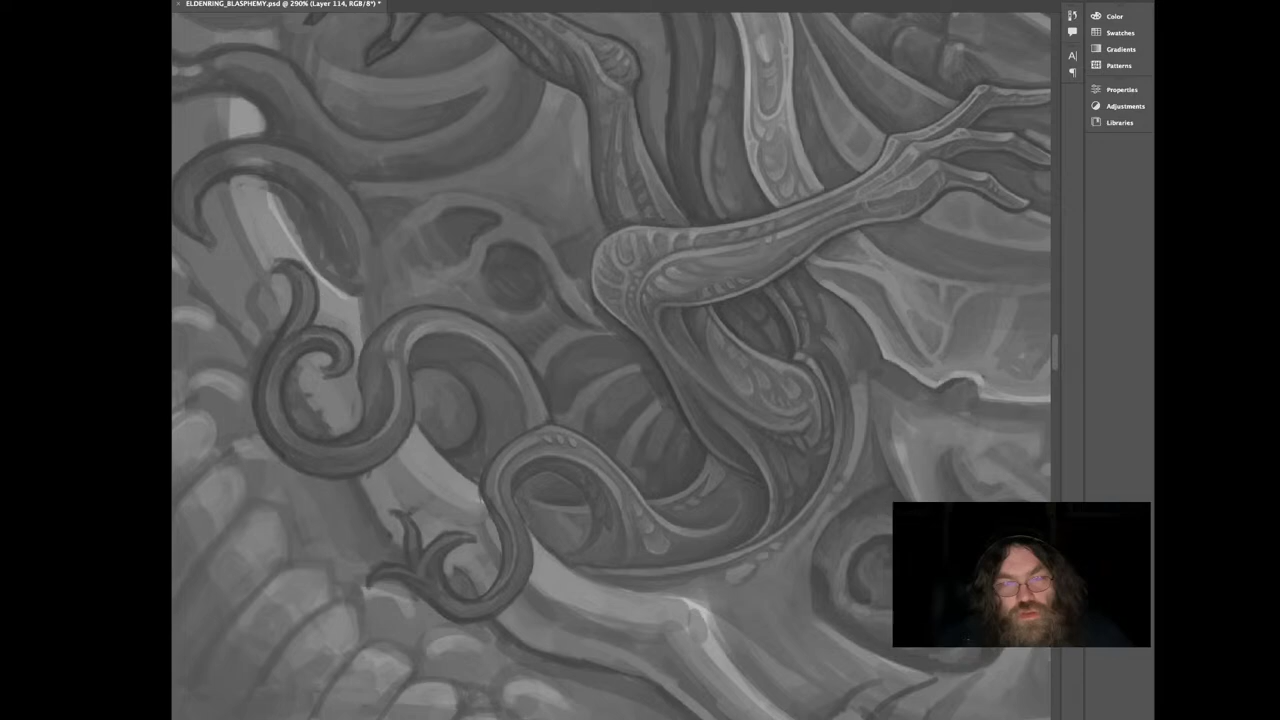 × ELDENRING_BLASPHEMY.psd @ 290% (Layer 114, RGB/8*) *
Color
Swatches
A
Gradients
¶
Patterns
Properties
Adjustments
Libraries